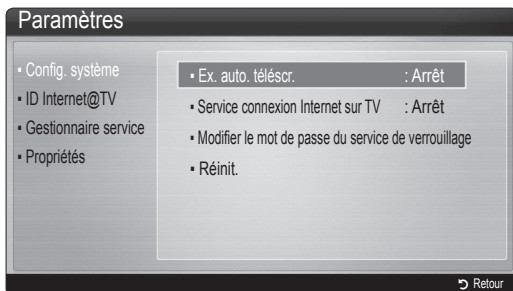 Paramètres
▪ Config. système
▪ ID Internet@TV
▪ Gestionnaire service
▪ Propriétés
▪ Ex. auto. téléscr. : Arrêt
▪ Service connexion Internet sur TV : Arrêt
▪ Modifier le mot de passe du service de verrouillage
▪ Réinit.
Retour